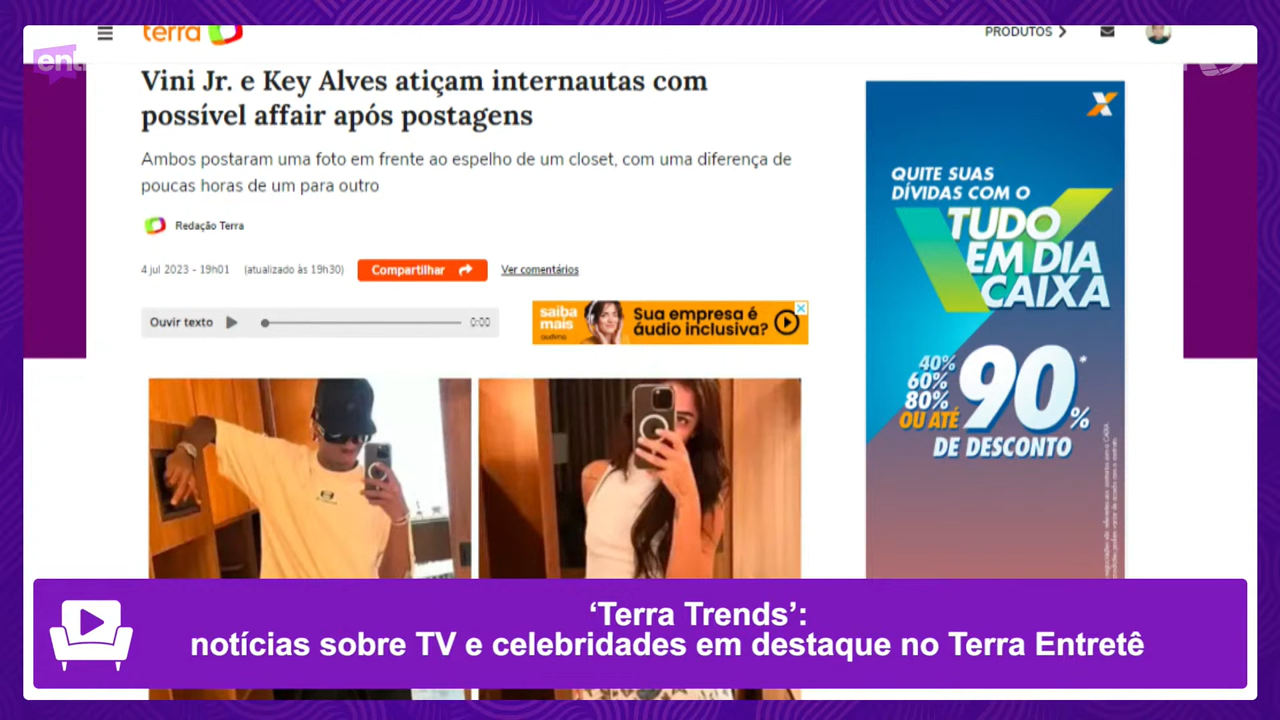 terra
PRODUTOS
Vini Jr. e Key Alves atiçam internautas com
possível affair após postagens
Ambos postaram uma foto em frente ao espelho de um closet, com uma diferença de
poucas horas de um para outro
Redação Terra
4 jul 2023 - 19h01 (atualizado às 19h30) Compartilhar Ver comentários
Ouvir texto 0:00
saiba
mais
audima
Sua empresa é
áudio inclusiva?
X
QUITE SUAS
DÍVIDAS COM O
TUDO
EM DIA
CAIXA
40%
60%
80%
OU ATÉ
90%*
DE DESCONTO
‘Terra Trends’:
notícias sobre TV e celebridades em destaque no Terra Entretê